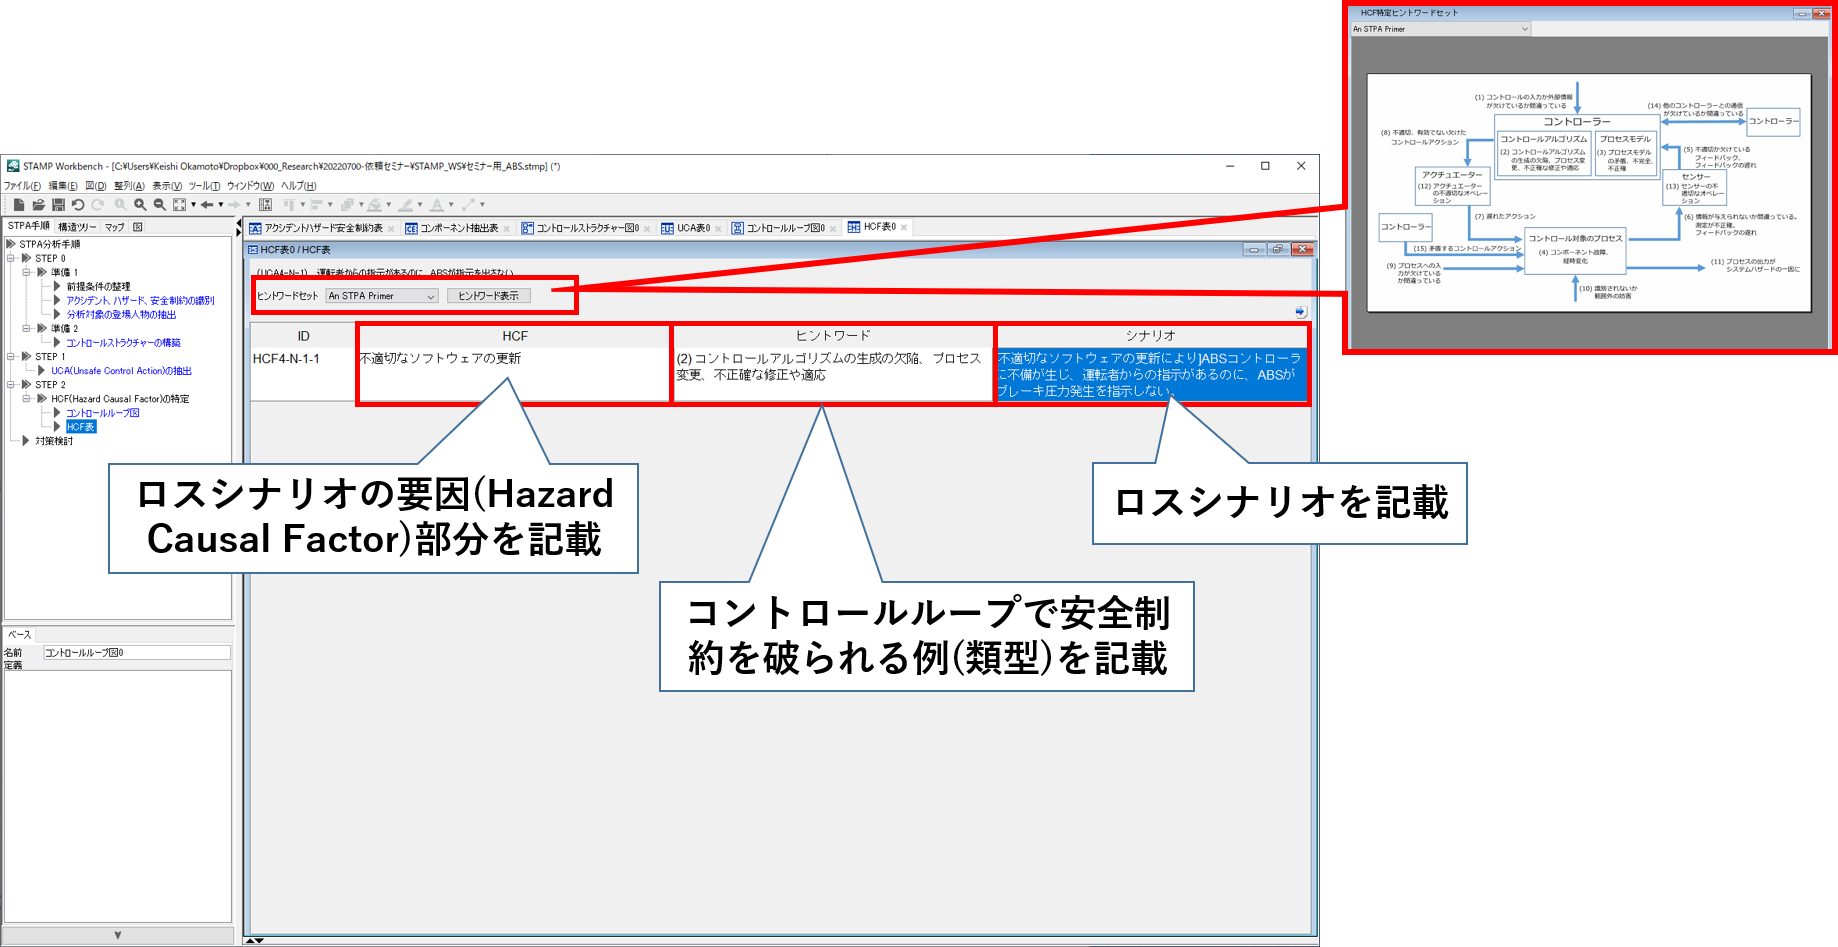 HCF特定ヒントワードセット
An STPA Primer
(1) コントロールの入力か外部情報
が欠けているか間違っている
(14) 他のコントローラーとの通信
が欠けているか間違っている
コントローラー
コントローラー
(8) 不適切、有効でない欠けた
コントロールアクション
コントロールアルゴリズム
(2) コントロールアルゴリズム
の生成の欠陥、プロセス変
更、不正確な修正や適応
プロセスモデル
(3) プロセスモデル
の矛盾、不完全、
不正確
(5) 不適切か欠けている
フィードバック、
フィードバックの遅れ
アクチュエーター
(12) アクチュエーター
の不適切なオペレー
ション
センサー
(13) センサーの不
適切なオペレー
ション
(7) 遅れたアクション
(6) 情報が与えられないか間違っている。
測定が不正確。
フィードバックの遅れ
コントローラー
コントロール対象のプロセス
(4) コンポーネント故障、
経時変化
(15) 矛盾するコントロールアクション
(9) プロセスへの入
力が欠けている
か間違っている
(11) プロセスの出力が
システムハザードの一因に
(10) 識別されないか
範囲外の妨害
STAMP Workbench - [C:¥Users¥Keishi Okamoto¥Dropbox¥000_Research¥20220700-依頼セミナー¥STAMP_WS¥セミナー用_ABS.stmp] (*)
ファイル(F) 編集(E) 図(D) 整列(A) 表示(V) ツール(T) ウィンドウ(W) ヘルプ(H)
STPA手順 構造ツリー マップ 図
アクシデントハザード安全制約表 コンポーネント抽出表 コントロールストラクチャー図0 UCA表0 コントロールループ図0 HCF表0
STPA分析手順
STEP 0
準備 1
前提条件の整理
アクシデント、ハザード、安全制約の識別
分析対象の登場人物の抽出
準備 2
コントロールストラクチャーの構築
STEP 1
UCA(Unsafe Control Action)の抽出
STEP 2
HCF(Hazard Causal Factor)の特定
コントロールループ図
HCF表
対策検討
ベース
名前 コントロールループ図0
定義
HCF表0 / HCF表
(UCA4-N-1) 運転者からの指示があるのに、ABSが指示を出さない
ヒントワードセット An STPA Primer ヒントワード表示
ID HCF ヒントワード シナリオ
HCF4-N-1-1
不適切なソフトウェアの更新
(2) コントロールアルゴリズムの生成の欠陥、プロセス
変更、不正確な修正や適応
不適切なソフトウェアの更新により]ABSコントローラ
に不備が生じ、運転者からの指示があるのに、ABSが
ブレーキ圧力発生を指示しない。
ロスシナリオの要因(Hazard
Causal Factor)部分を記載
コントロールループで安全制
約を破られる例(類型)を記載
ロスシナリオを記載